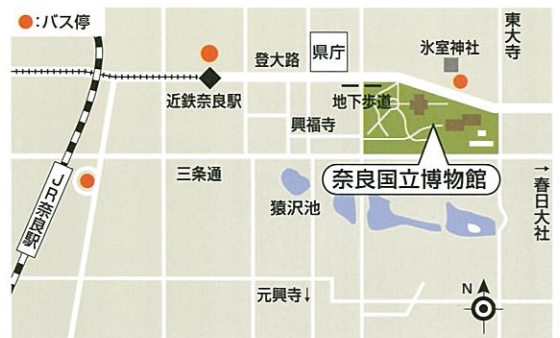 ●:バス停
東大寺
県庁
登大路
氷室神社
近鉄奈良駅
地下歩道
興福寺
三条通
奈良国立博物館
→春日大社
JR奈良駅
猿沢池
元興寺↓
N